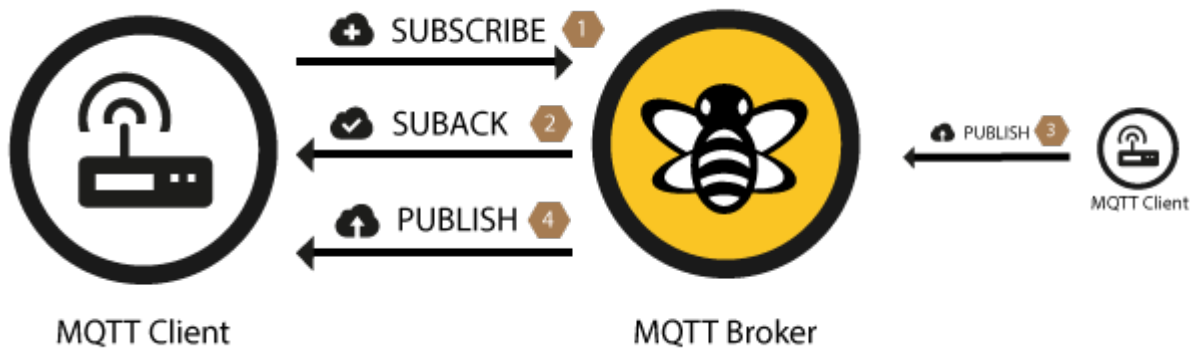 SUBSCRIBE 1
SUBACK 2
PUBLISH 3
MQTT Client
PUBLISH 4
MQTT Client
MQTT Broker